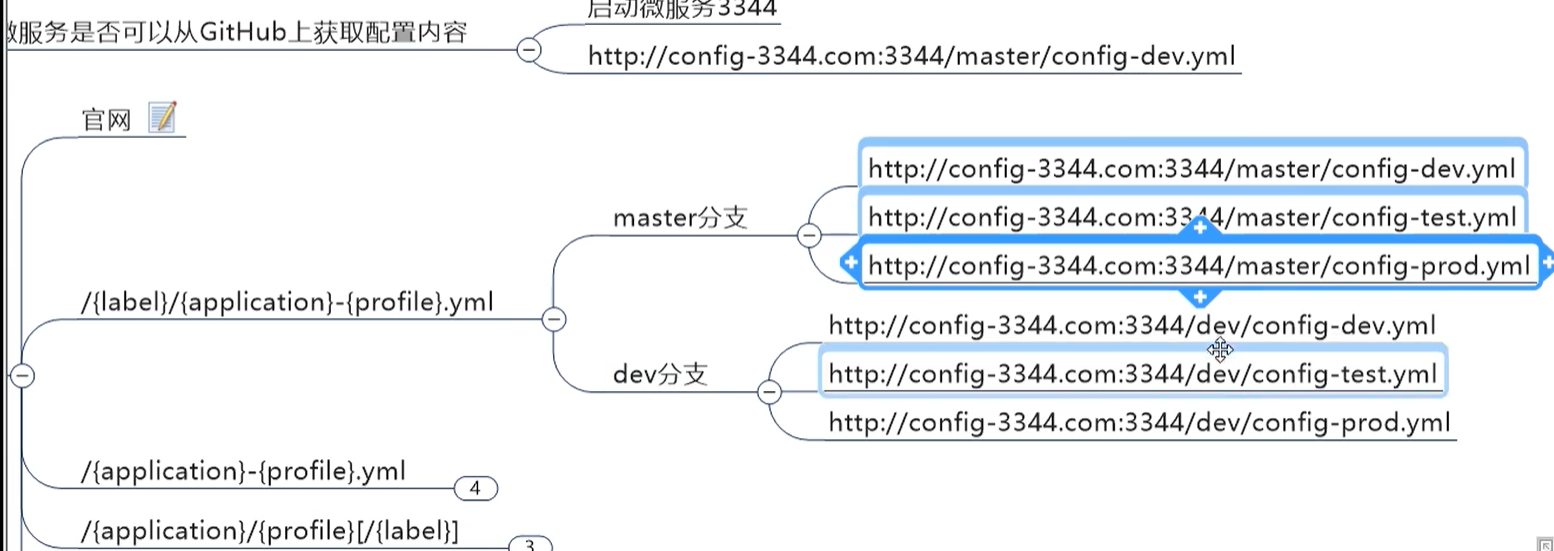 启动微服务3344
微服务是否可以从GitHub上获取配置内容
http://config-3344.com:3344/master/config-dev.yml
官网
http://config-3344.com:3344/master/config-dev.yml
master分支
http://config-3344.com:3344/master/config-test.yml
http://config-3344.com:3344/master/config-prod.yml
/{label}/{application}-{profile}.yml
http://config-3344.com:3344/dev/config-dev.yml
dev分支
http://config-3344.com:3344/dev/config-test.yml
http://config-3344.com:3344/dev/config-prod.yml
/{application}-{profile}.yml
4
/{application}/{profile}[/{label}]
3